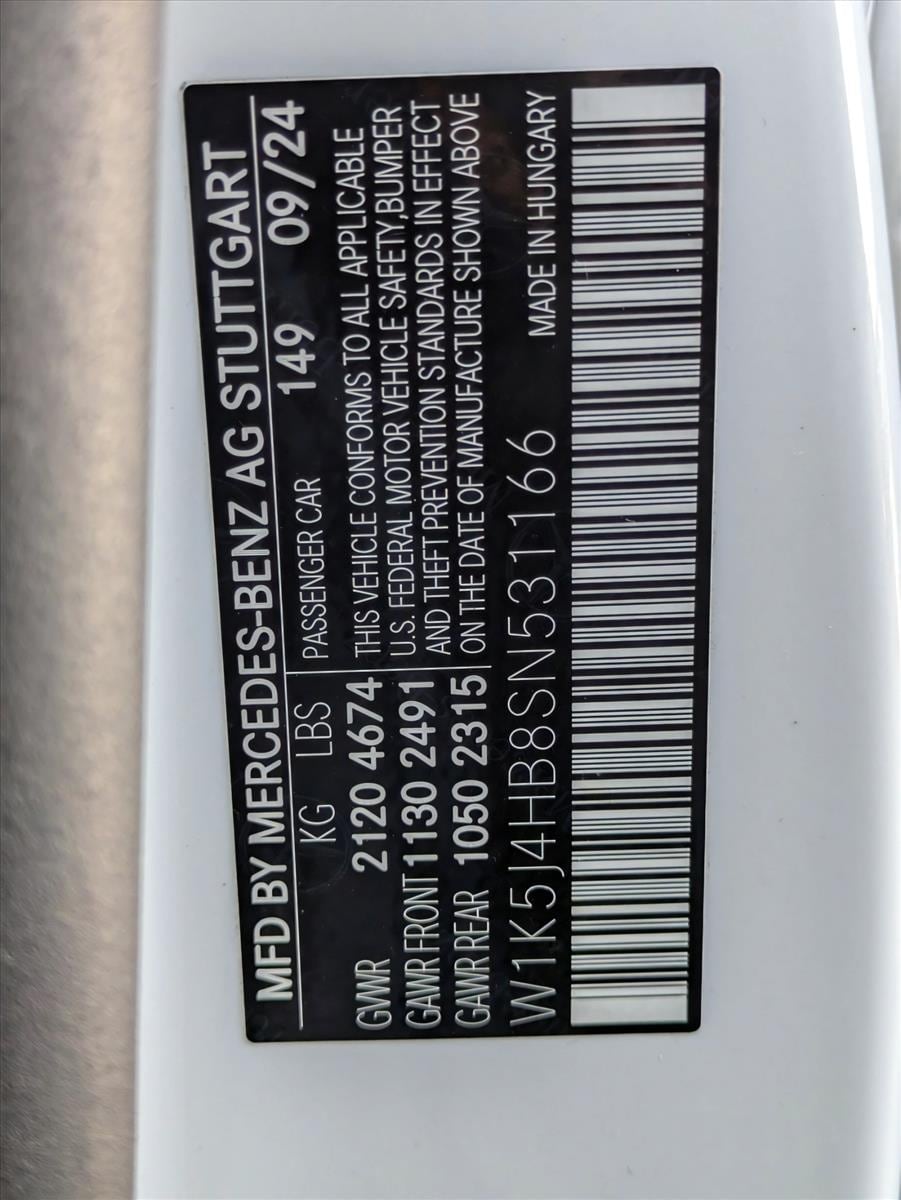 MFD BY MERCEDES-BENZ AG STUTTGART
KG LBS PASSENGER CAR 149 09/24
GVWR 2120 4674 THIS VEHICLE CONFORMS TO ALL APPLICABLE
GAWR FRONT 1130 2491 U.S. FEDERAL MOTOR VEHICLE SAFETY,BUMPER
GAWR REAR 1050 2315 AND THEFT PREVENTION STANDARDS IN EFFECT
ON THE DATE OF MANUFACTURE SHOWN ABOVE
W1K5J4HB8SN531166 MADE IN HUNGARY